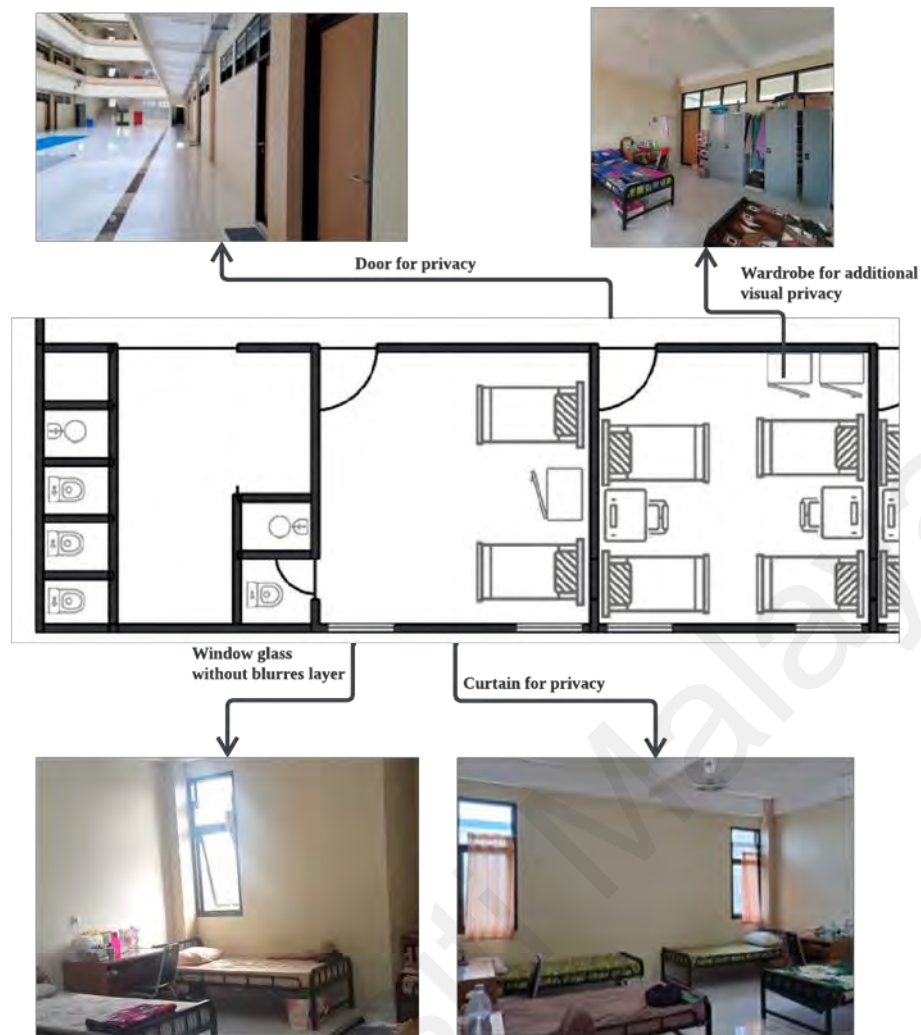 Door for privacy
Wardrobe for additional
visual privacy
Window glass
without blurres layer
Curtain for privacy